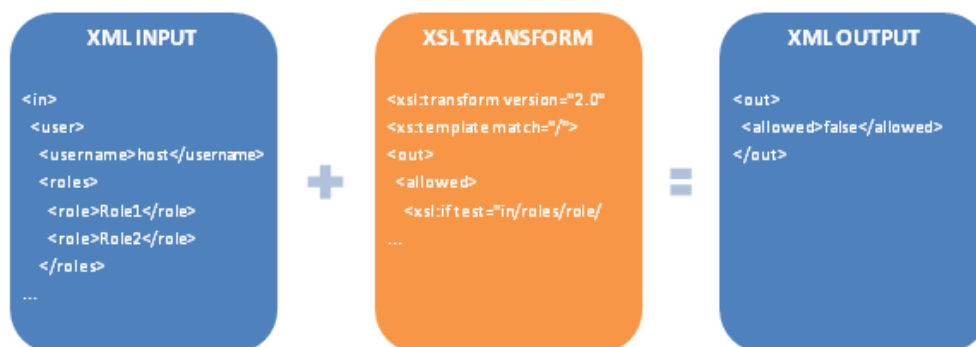 XML INPUT
<in>
<user>
<username>host</username>
<roles>
<role>Role1</role>
<role>Role2</role>
</roles>
...
XSL TRANSFORM
<xsl:transform version="2.0"
<xs:template match="/">
<out>
<allowed>
<xsl:if test="in/roles/role/
...
XML OUTPUT
<out>
<allowed>false</allowed>
</out>